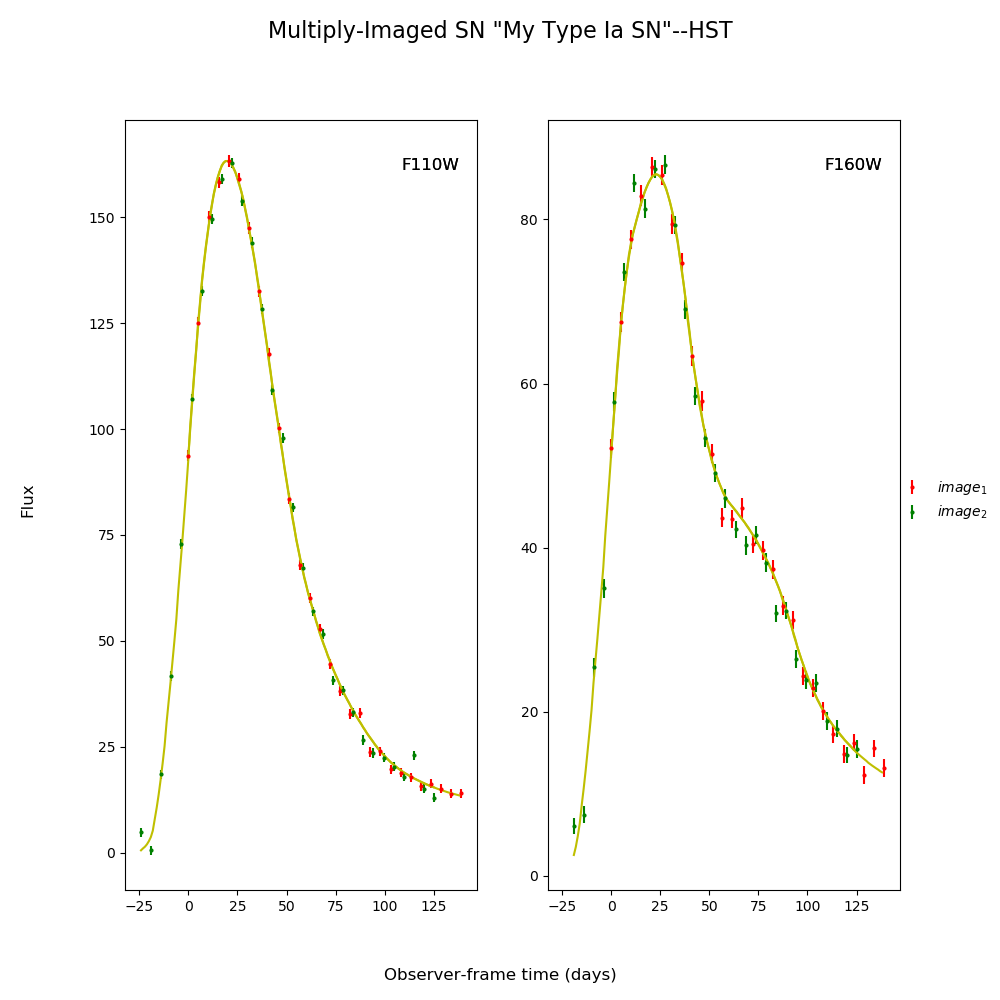 Multiply-Imaged SN "My Type Ia SN"--HST
F110W
F160W
150
125
100
75
50
25
0
80
60
40
20
0
Flux
image₁
image₂
−25 0 25 50 75 100 125
−25 0 25 50 75 100 125
Observer-frame time (days)